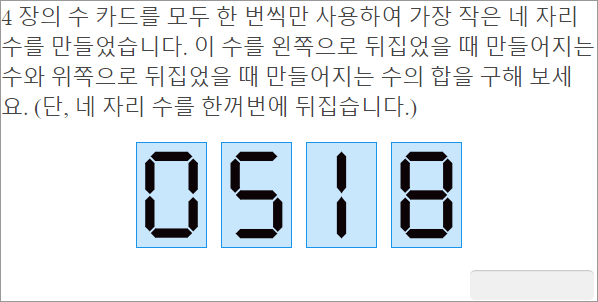 4 장의 수 카드를 모두 한 번씩만 사용하여 가장 작은 네 자리
수를 만들었습니다. 이 수를 왼쪽으로 뒤집었을 때 만들어지는
수와 위쪽으로 뒤집었을 때 만들어지는 수의 합을 구해 보세
요. (단, 네 자리 수를 한꺼번에 뒤집습니다.)
0 5 1 8